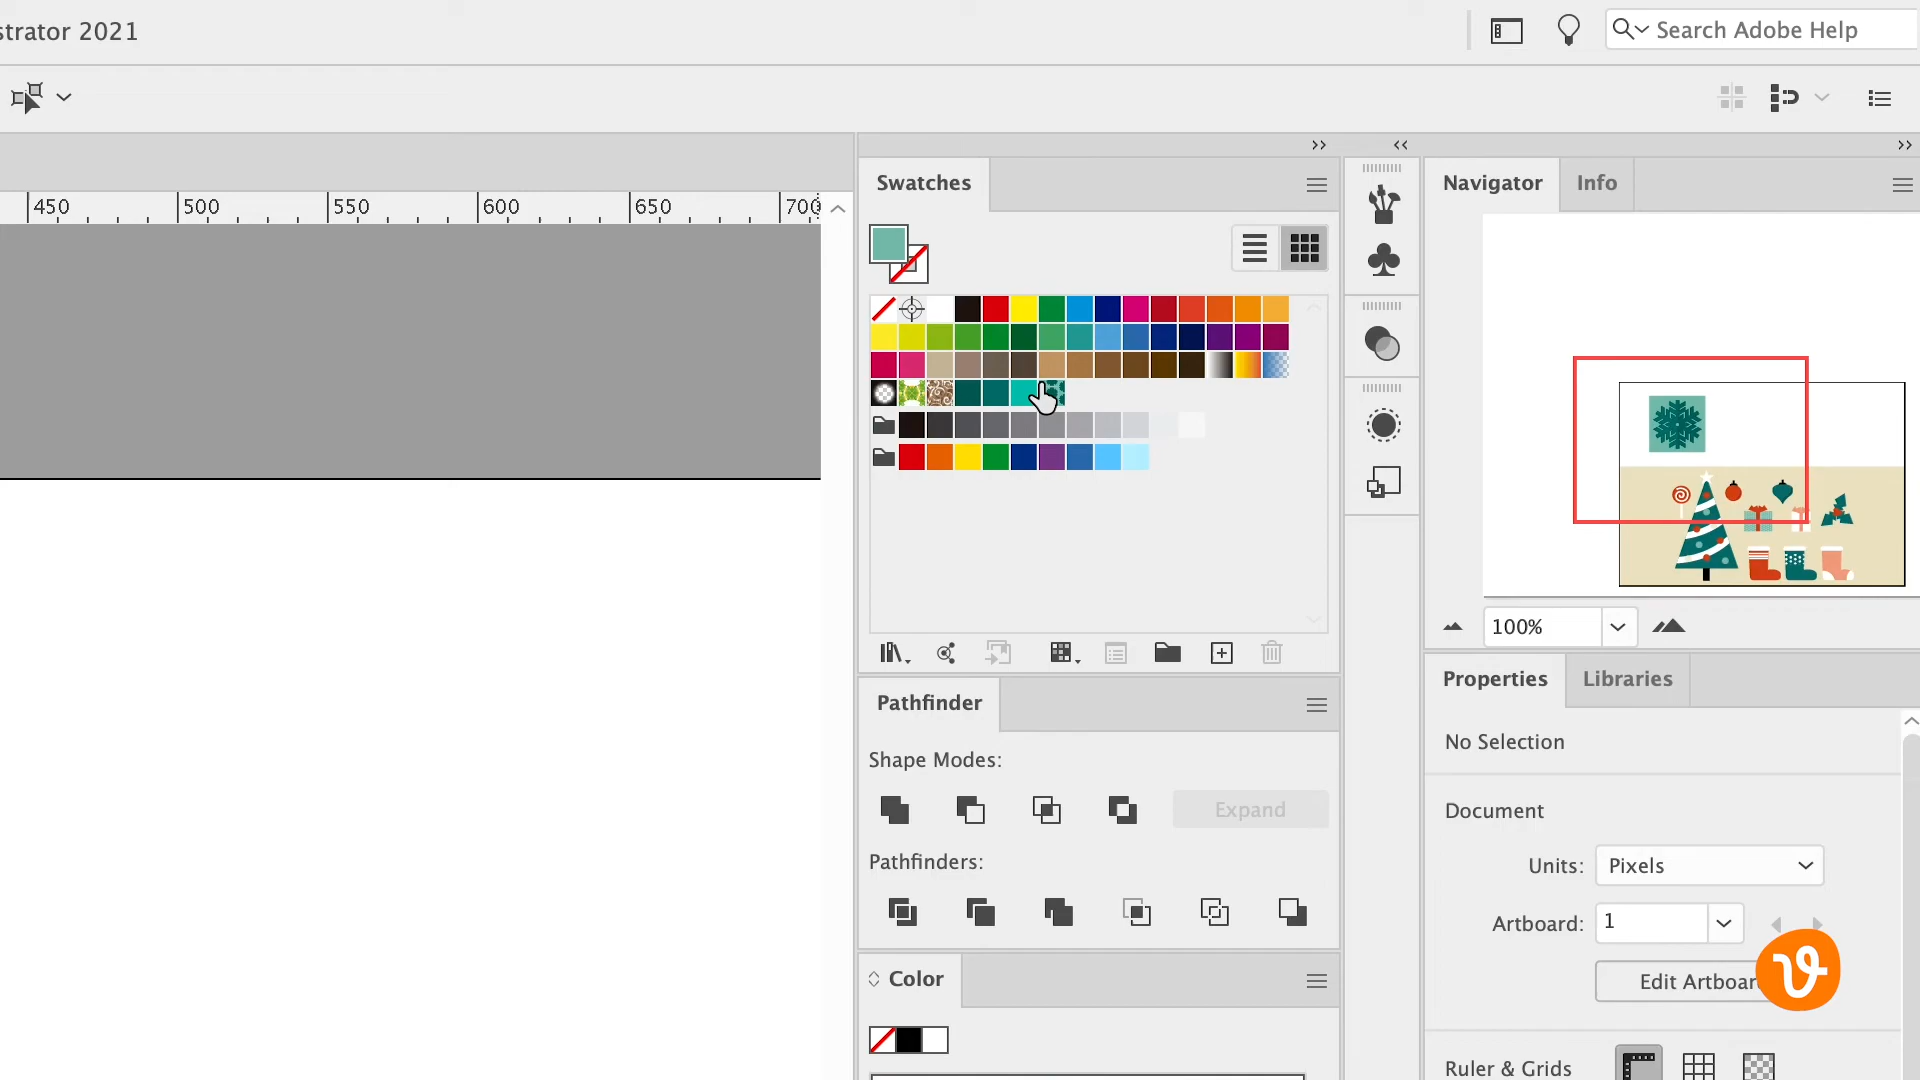 strator 2021
Search Adobe Help
450 500 550 600 650 700
Swatches
Navigator Info
100%
Pathfinder
Shape Modes:
Expand
Pathfinders:
Color
Properties Libraries
No Selection
Document
Units: Pixels
Artboard: 1
Edit Artboar
Ruler & Grids